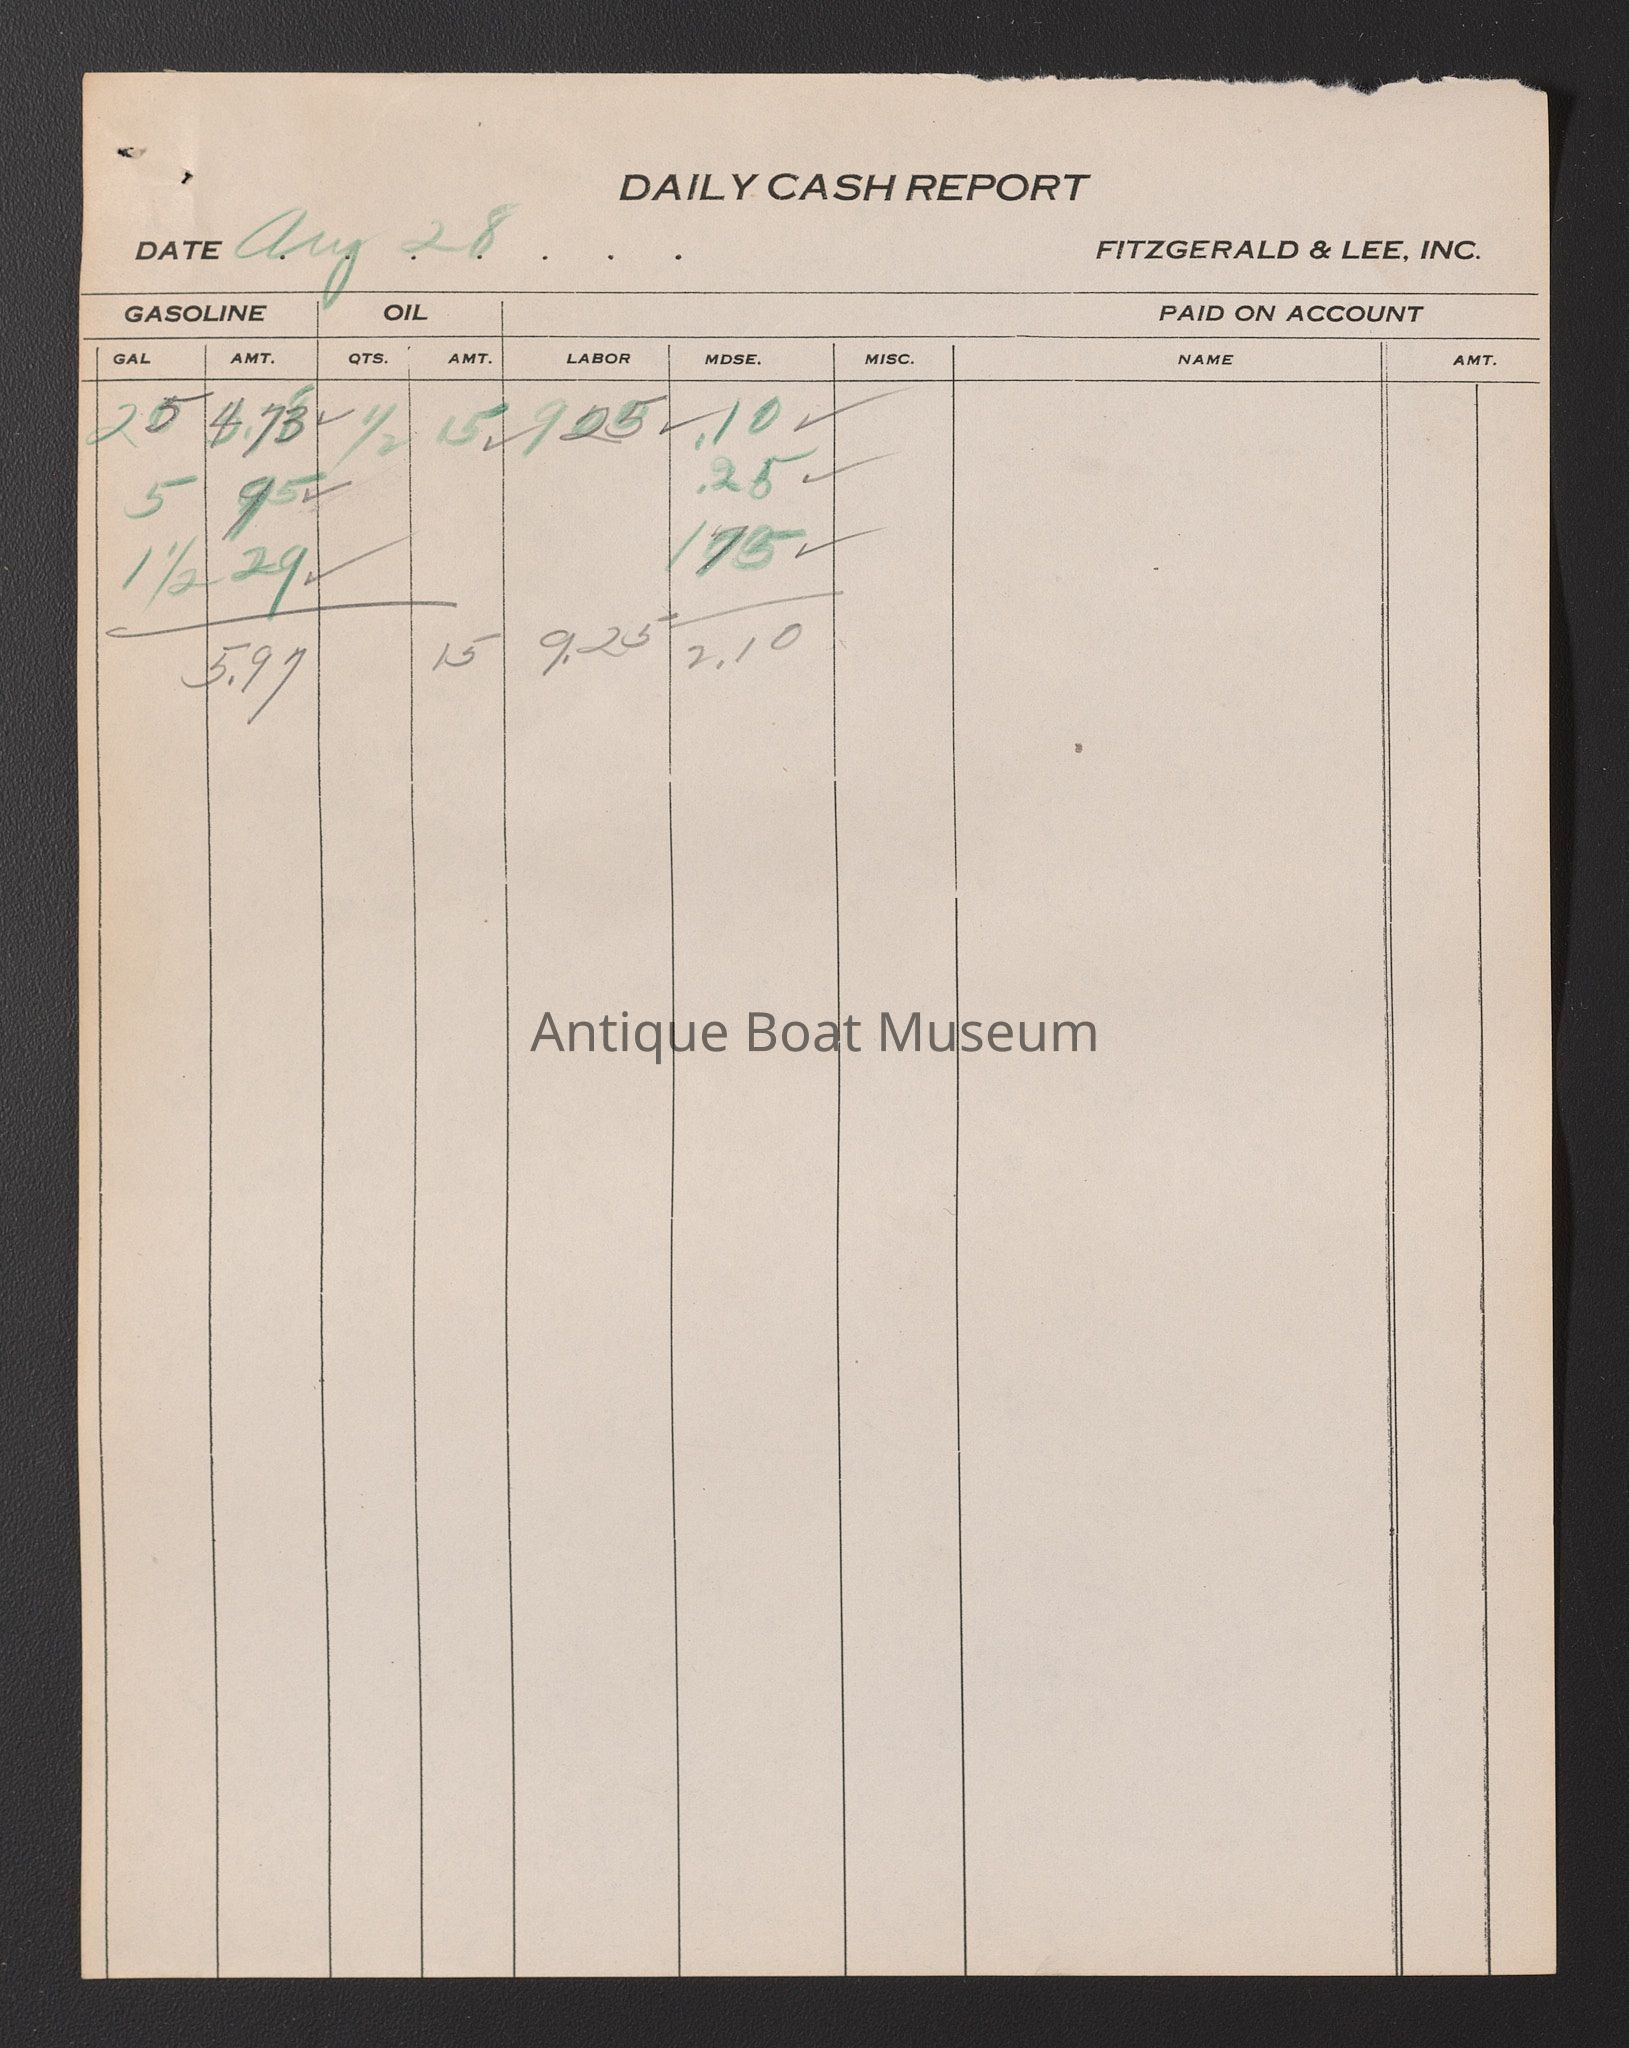 DAILY CASH REPORT
DATE Aug 28 . . . FITZGERALD & LEE, INC.
GASOLINE OIL PAID ON ACCOUNT
GAL AMT. QTS. AMT. LABOR MDSE. MISC. NAME AMT.
25 4.73 ✓ 1/2 15 ✓ 9 25 ✓ .10 ✓
5 95 ✓ .25 ✓
1 1/2 29 ✓ 1 75 ✓
5.97 15 9.25 2.10
Antique Boat Museum